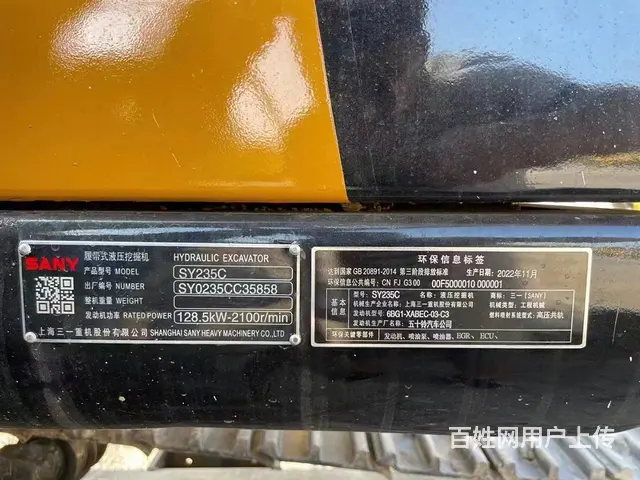 SANY
履带式液压挖掘机 HYDRAULIC EXCAVATOR
产品型号 MODEL SY235C
出厂编号 NUMBER SY0235CC35858
整机重量 WEIGHT
发动机功率 RATED POWER 128.5kW-2100r/min
上海三一重机股份有限公司 SHANGHAI SANY HEAVY MACHINERY CO.,LTD
环保信息标签
达到国家 GB 20891-2014 第三阶段排放标准 生产日期: 2022年11月
环保信息公开编号: CN FJ G3 00 00F5000010 000001
基本信息
机械型号: SY235C 名称: 液压挖掘机 商标: 三一 (SANY)
机械生产企业名称: 上海三一重机股份有限公司 机械类型: 工程机械
发动机型号: 6BG1-XABEC-03-C3 燃料喷射系统型式: 高压共轨
发动机生产厂名称: 五十铃汽车公司
环保关键零部件 发动机、喷油泵、喷油器、EGR、ECU、
百姓网用户上传